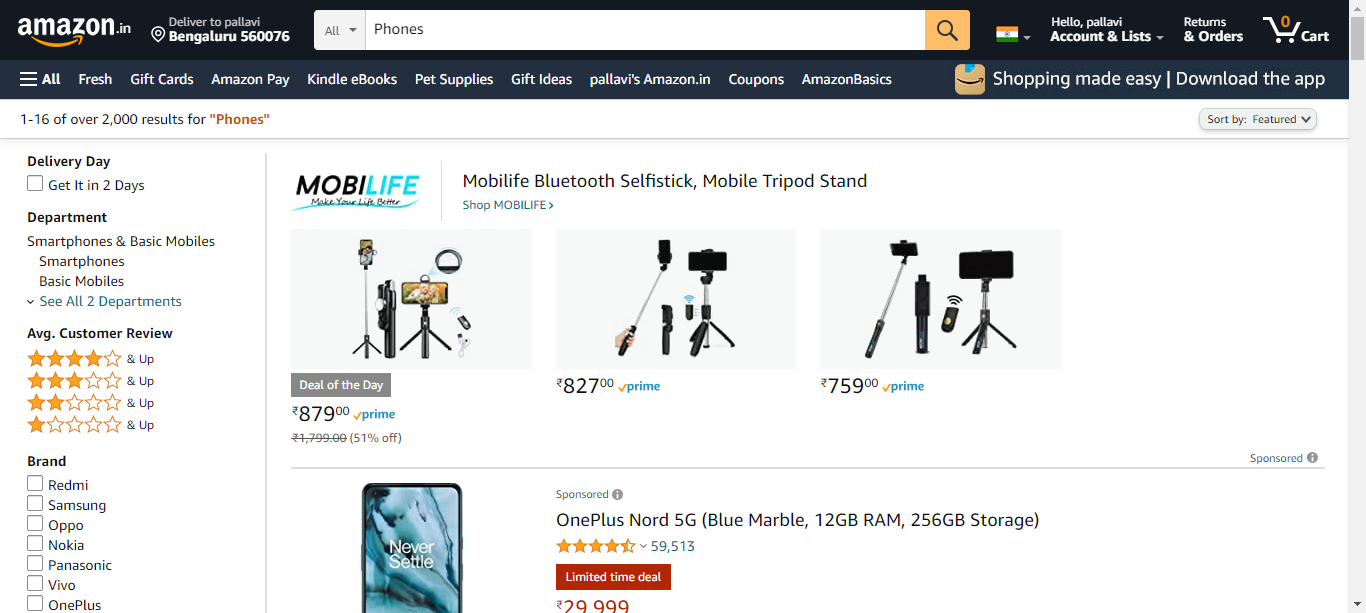 amazon.in
Deliver to pallavi
Bengaluru 560076
All
Phones
Hello, pallavi
Account & Lists
Returns
& Orders
0
Cart
All
Fresh
Gift Cards
Amazon Pay
Kindle eBooks
Pet Supplies
Gift Ideas
pallavi's Amazon.in
Coupons
AmazonBasics
Shopping made easy | Download the app
1-16 of over 2,000 results for "Phones"
Sort by: Featured
Delivery Day
Get It in 2 Days
Department
Smartphones & Basic Mobiles
Smartphones
Basic Mobiles
See All 2 Departments
Avg. Customer Review
& Up
& Up
& Up
& Up
Brand
Redmi
Samsung
Oppo
Nokia
Panasonic
Vivo
OnePlus
MOBILIFE
Make Your Life Better
Mobilife Bluetooth Selfistick, Mobile Tripod Stand
Shop MOBILIFE ›
Deal of the Day
₹87900 prime
₹1,799.00 (51% off)
₹82700 prime
₹75900 prime
Sponsored
Never
Settle
Sponsored
OnePlus Nord 5G (Blue Marble, 12GB RAM, 256GB Storage)
59,513
Limited time deal
₹29,999